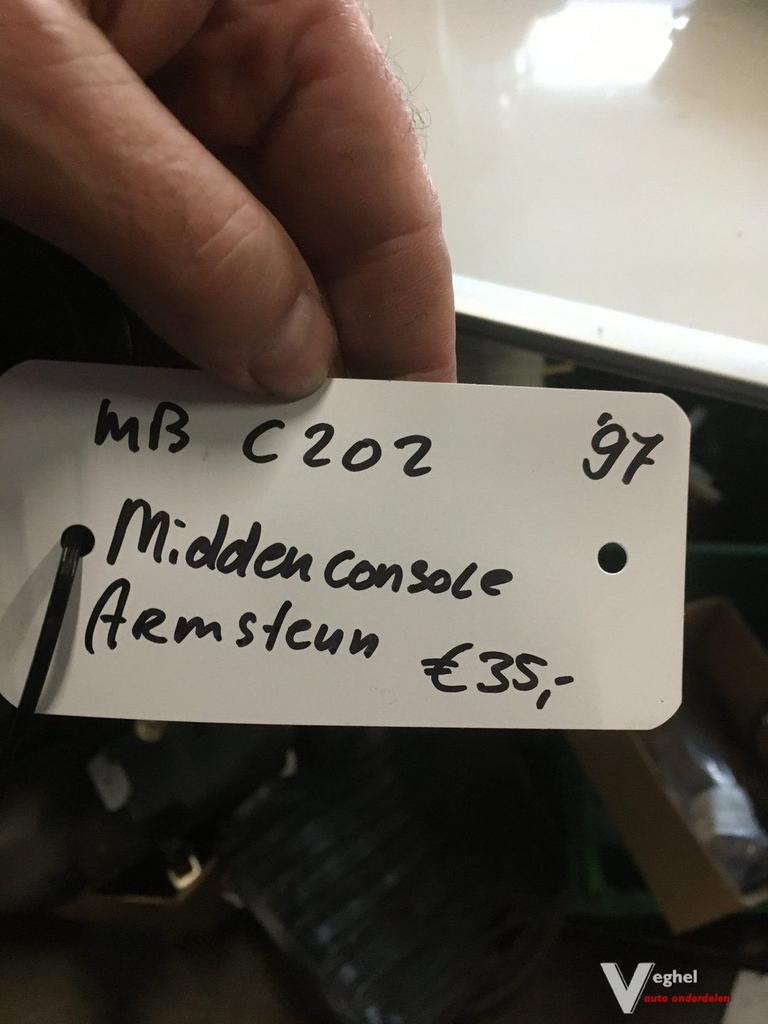 MB C202 '97
Middenconsole
Armsteun €35,-
Veghel
auto onderdelen